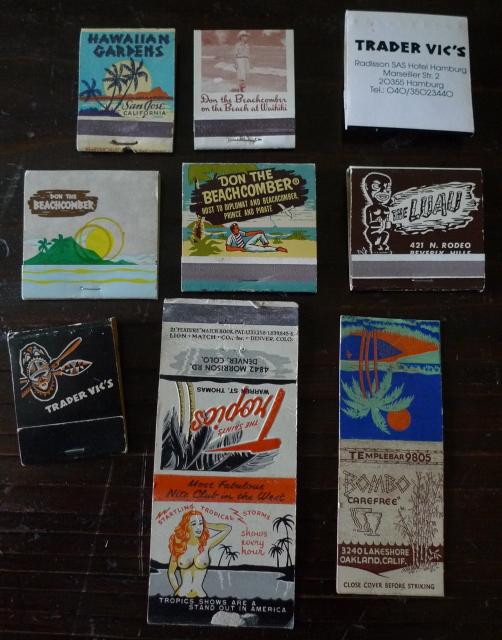 HAWAIIAN
GARDENS
San Jose
CALIFORNIA
Don the Beachcomber
on the Beach at Waikiki
TRADER VIC'S
Radisson SAS Hotel Hamburg
Marseiller Str. 2
20355 Hamburg
Tel.: 040/35023440
DON THE
BEACHCOMBER
DON THE
BEACHCOMBER®
HOST TO DIPLOMAT AND BEACHCOMBER,
PRINCE AND PIRATE
THE LUAU
421 N. RODEO
BEVERLY HILLS
TRADER VIC'S
LION MATCH CO., Inc. DENVER, COLO.
4842 MORRISON RD
DENVER, COLO.
WARREN ST. THOMAS
THE SAINT'S
Tropics
Most Fabulous
Nite Club in the West
STARTLING TROPICAL STORMS
shows
every
hour
TROPICS SHOWS ARE A
STAND OUT IN AMERICA
TEMPLEBAR 9805
BOMBO
CAREFREE
3240 LAKESHORE
OAKLAND, CALIF.
CLOSE COVER BEFORE STRIKING